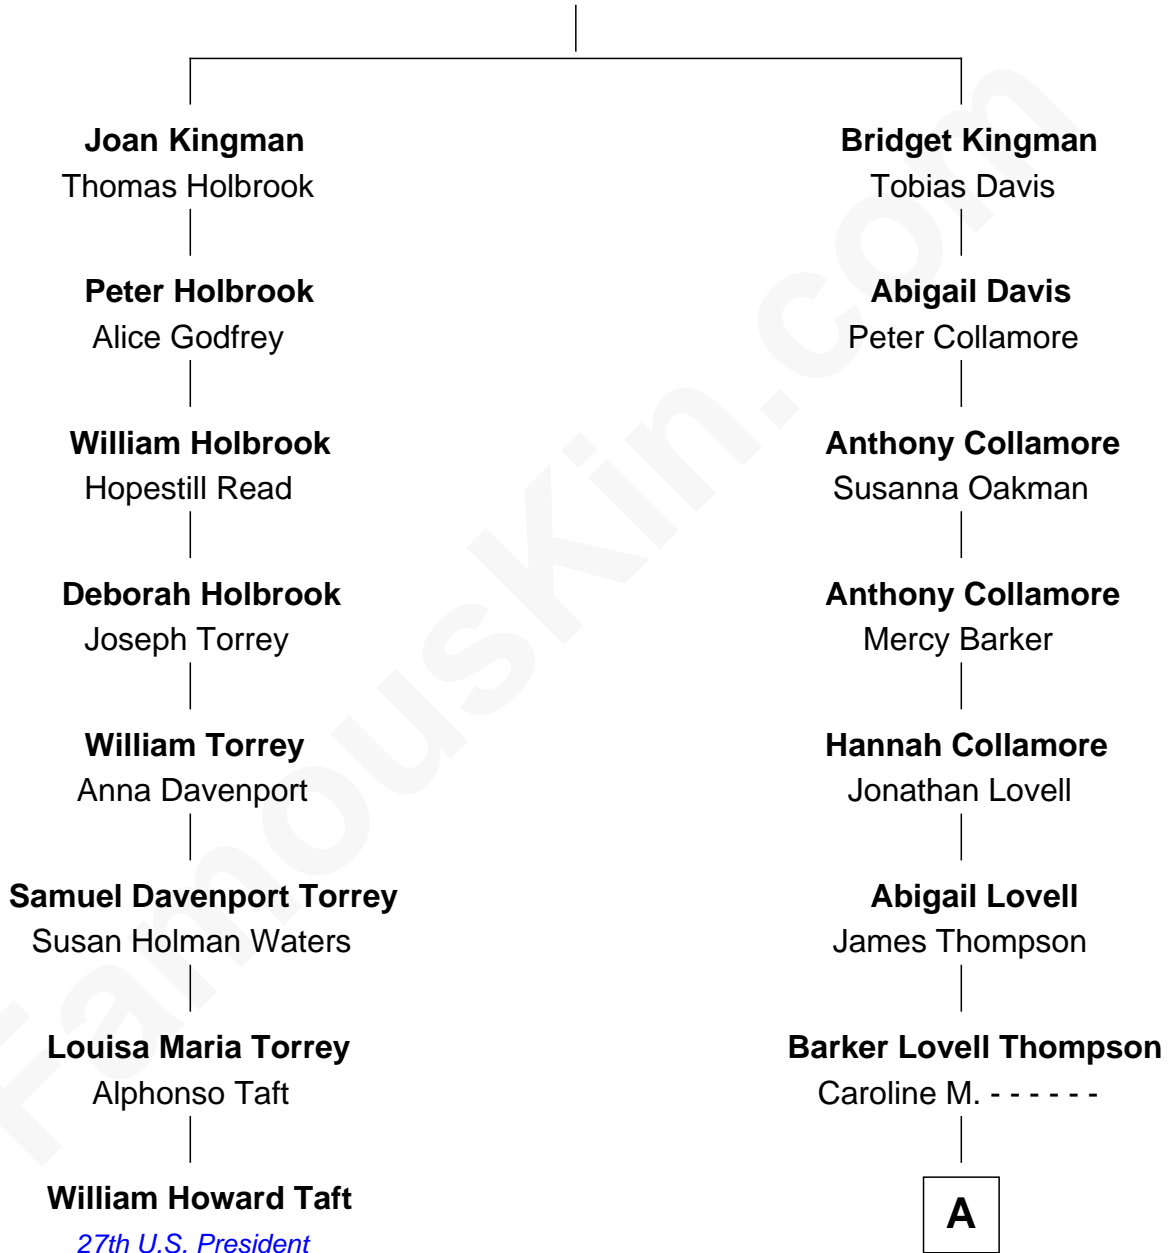 Joan Kingman
Thomas Holbrook
Peter Holbrook
Alice Godfrey
William Holbrook
Hopestill Read
Deborah Holbrook
Joseph Torrey
William Torrey
Anna Davenport
Samuel Davenport Torrey
Susan Holman Waters
Louisa Maria Torrey
Alphonso Taft
William Howard Taft
27th U.S. President
Bridget Kingman
Tobias Davis
Abigail Davis
Peter Collamore
Anthony Collamore
Susanna Oakman
Anthony Collamore
Mercy Barker
Hannah Collamore
Jonathan Lovell
Abigail Lovell
James Thompson
Barker Lovell Thompson
Caroline M. - - - - - -
A
FamousKin.com